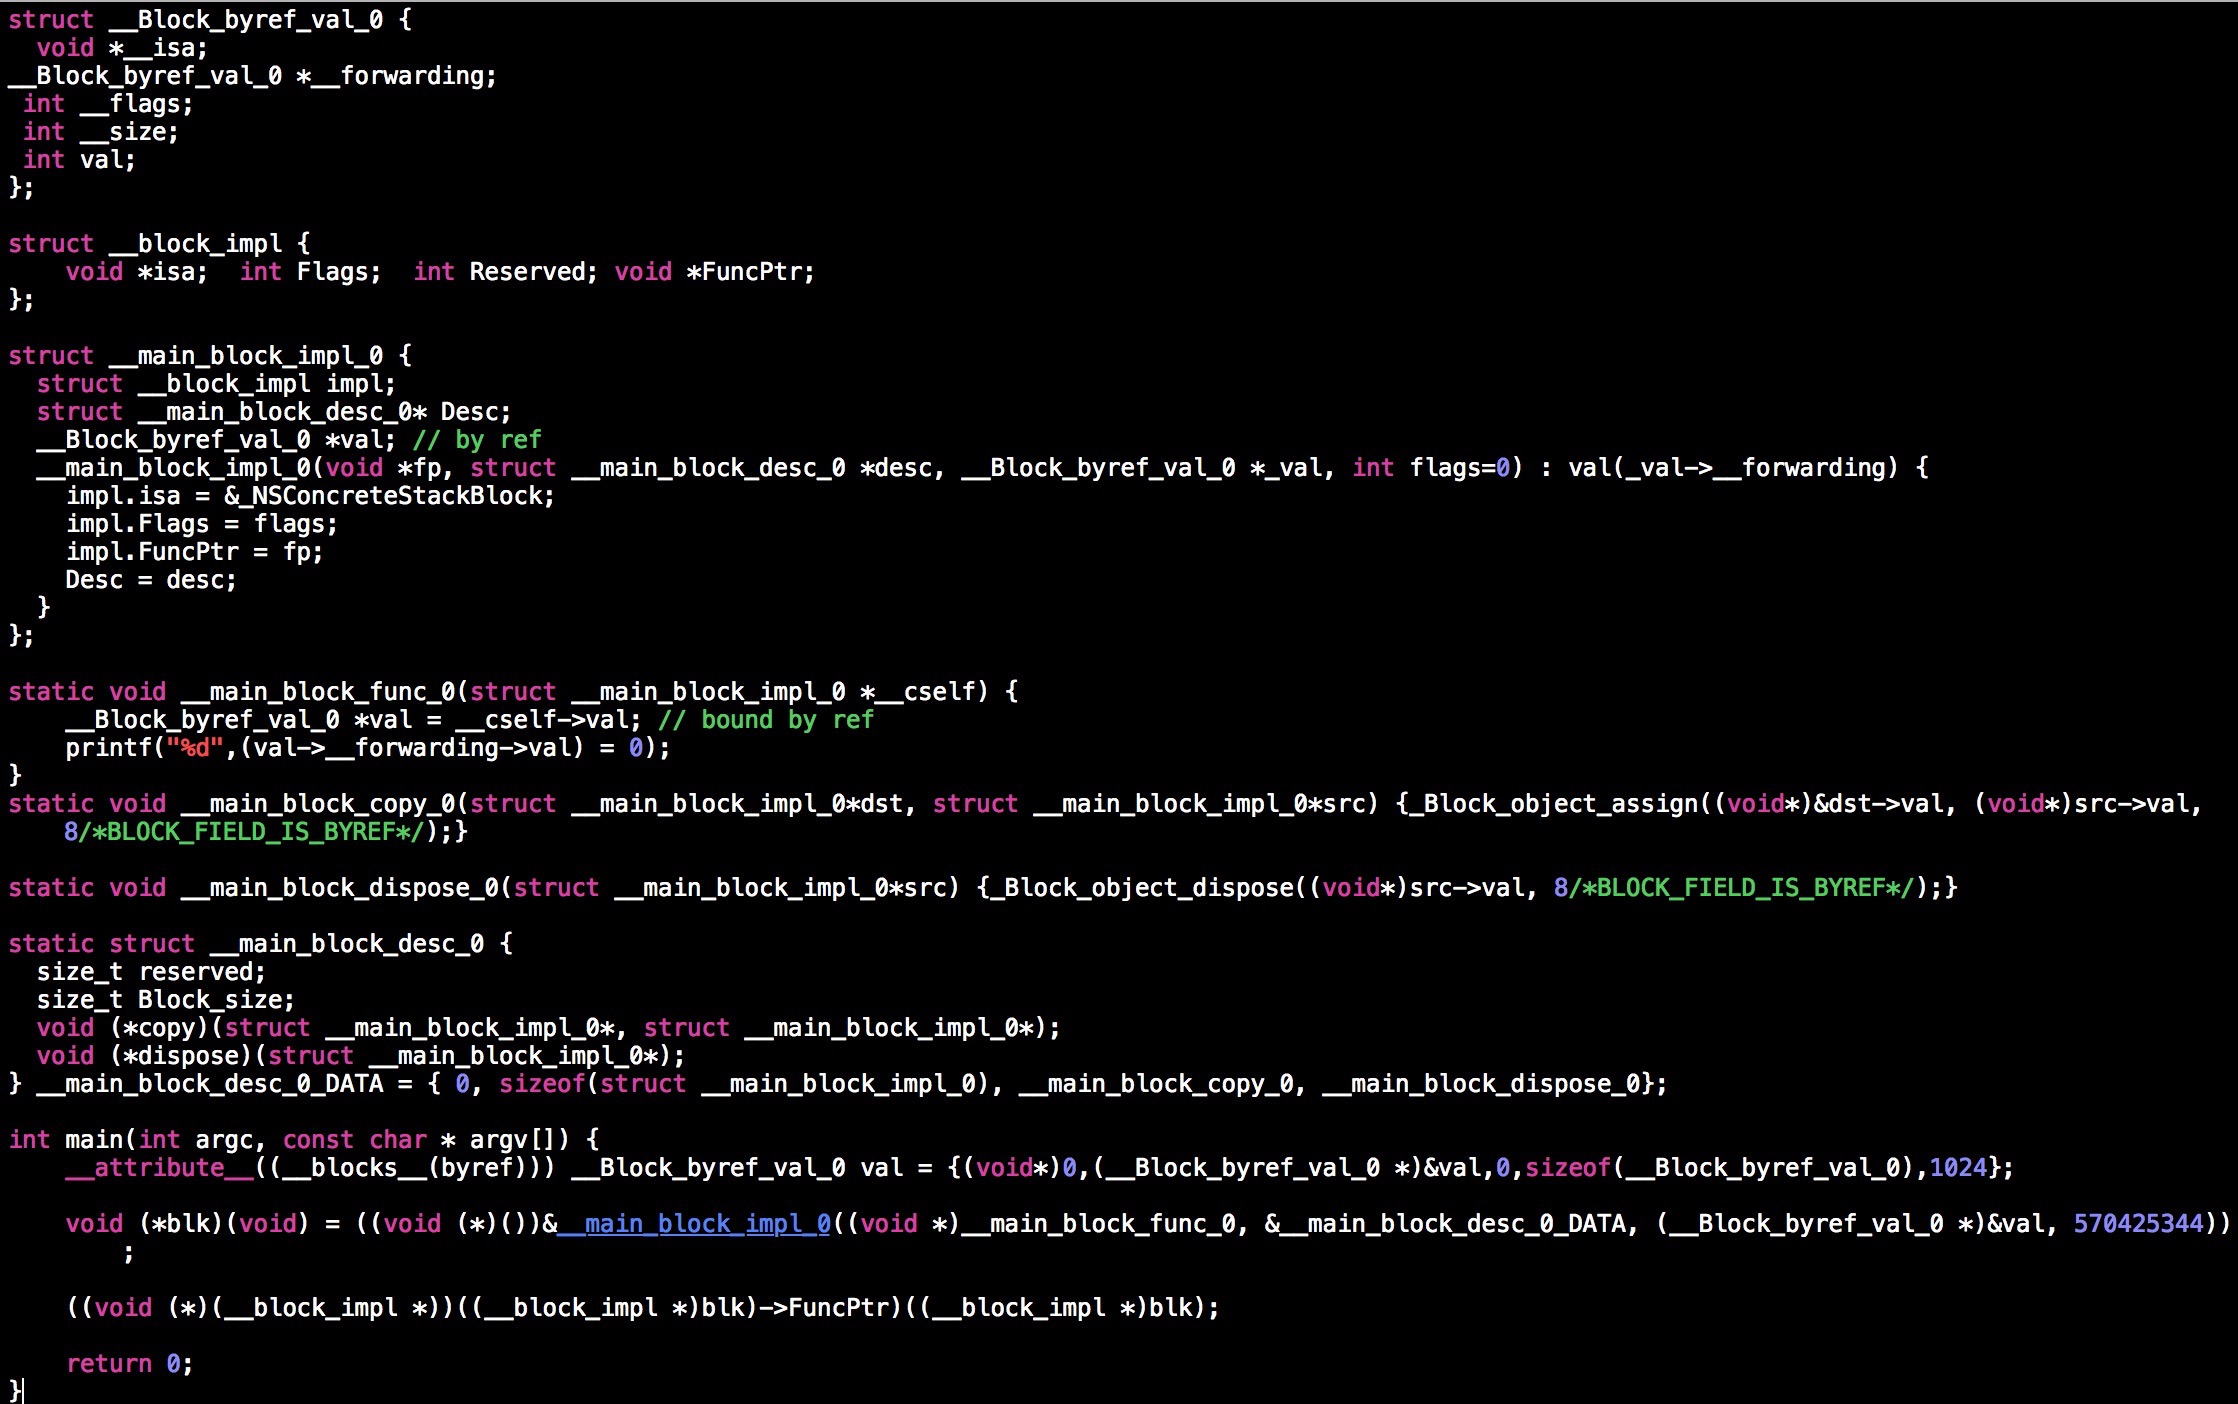 struct __Block_byref_val_0 {
  void *__isa;
__Block_byref_val_0 *__forwarding;
 int __flags;
 int __size;
 int val;
};
struct __block_impl {
    void *isa;  int Flags;  int Reserved; void *FuncPtr;
};
struct __main_block_impl_0 {
  struct __block_impl impl;
  struct __main_block_desc_0* Desc;
  __Block_byref_val_0 *val; // by ref
  __main_block_impl_0(void *fp, struct __main_block_desc_0 *desc, __Block_byref_val_0 *_val, int flags=0) : val(_val->__forwarding) {
    impl.isa = &_NSConcreteStackBlock;
    impl.Flags = flags;
    impl.FuncPtr = fp;
    Desc = desc;
  }
};
static void __main_block_func_0(struct __main_block_impl_0 *__cself) {
    __Block_byref_val_0 *val = __cself->val; // bound by ref
    printf("%d",(val->__forwarding->val) = 0);
}
static void __main_block_copy_0(struct __main_block_impl_0*dst, struct __main_block_impl_0*src) {_Block_object_assign((void*)&dst->val, (void*)src->val,
    8/*BLOCK_FIELD_IS_BYREF*/);}
static void __main_block_dispose_0(struct __main_block_impl_0*src) {_Block_object_dispose((void*)src->val, 8/*BLOCK_FIELD_IS_BYREF*/);}
static struct __main_block_desc_0 {
  size_t reserved;
  size_t Block_size;
  void (*copy)(struct __main_block_impl_0*, struct __main_block_impl_0*);
  void (*dispose)(struct __main_block_impl_0*);
} __main_block_desc_0_DATA = { 0, sizeof(struct __main_block_impl_0), __main_block_copy_0, __main_block_dispose_0};
int main(int argc, const char * argv[]) {
    __attribute__((__blocks__(byref))) __Block_byref_val_0 val = {(void*)0,(__Block_byref_val_0 *)&val,0,sizeof(__Block_byref_val_0),1024};
    void (*blk)(void) = ((void (*)())&__main_block_impl_0((void *)__main_block_func_0, &__main_block_desc_0_DATA, (__Block_byref_val_0 *)&val, 570425344))
        ;
    ((void (*)(__block_impl *))((__block_impl *)blk)->FuncPtr)((__block_impl *)blk);
    return 0;
}